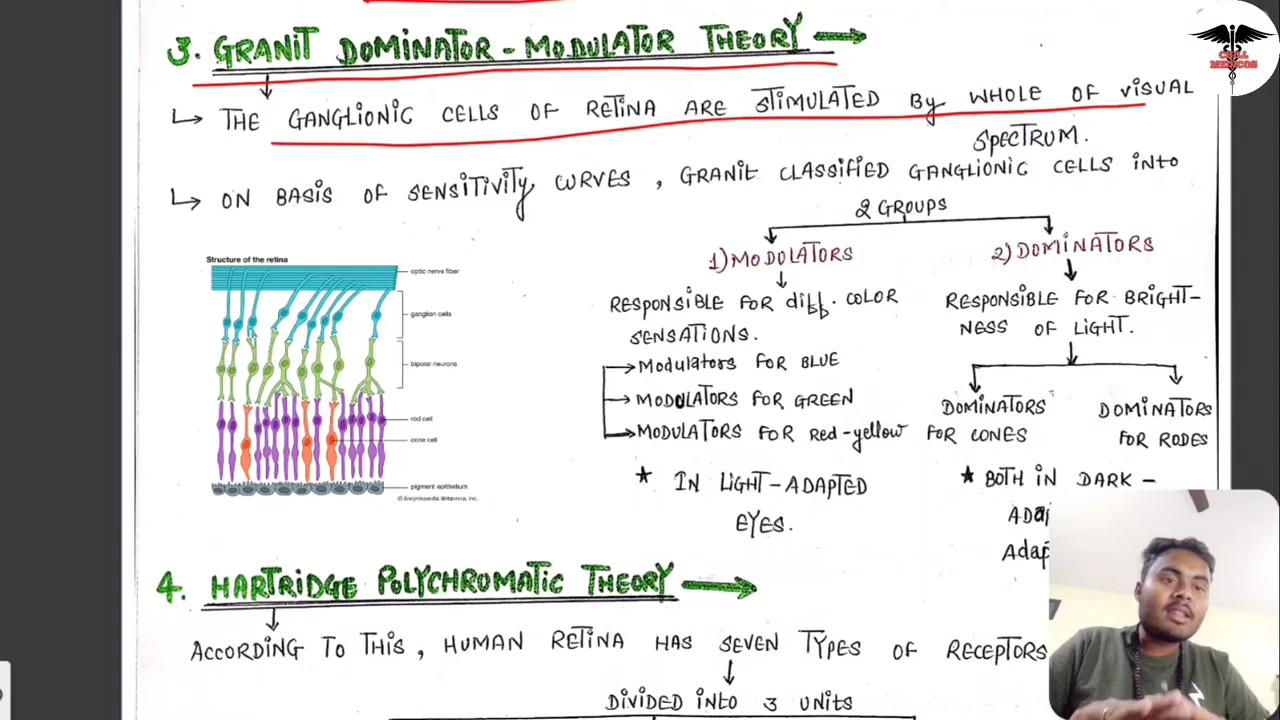 CHILL
MEDICOS
3. GRANIT DOMINATOR - MODULATOR THEORY
THE GANGLIONIC CELLS OF RETINA ARE STIMULATED By WHOLE OF VISUAL
SPECTRUM.
ON BASIS OF SENSITIVITY CURVES, GRANIT CLASSIFIED GANGLIONIC CELLS INTO
2 GROUPS
1) MODULATORS
RESPONSIBLE FOR diff. COLOR
SENSATIONS.
Modulators FOR BLUE
MODULATORS FOR GREEN
MODULATORS FOR Red-yellow
★ IN LIGHT-ADAPTED
EYES.
2) DOMINATORS
RESPONSIBLE FOR BRIGHT-
NESS OF LIGHT.
DOMINATORS
FOR CONES
DOMINATORS
FOR RODES
★ BOTH IN DARK -
Structure of the retina
optic nerve fiber
ganglion cells
bipolar neurons
rod cell
cone cell
pigment epithelium
© Encyclopædia Britannica, Inc.
4. HARTRIDGE POLYCHROMATIC THEORY
ACCORDING TO THIS, HUMAN RETINA HAS SEVEN TYPES OF RECEPTORS
DIVIDED INTO 3 UNITS